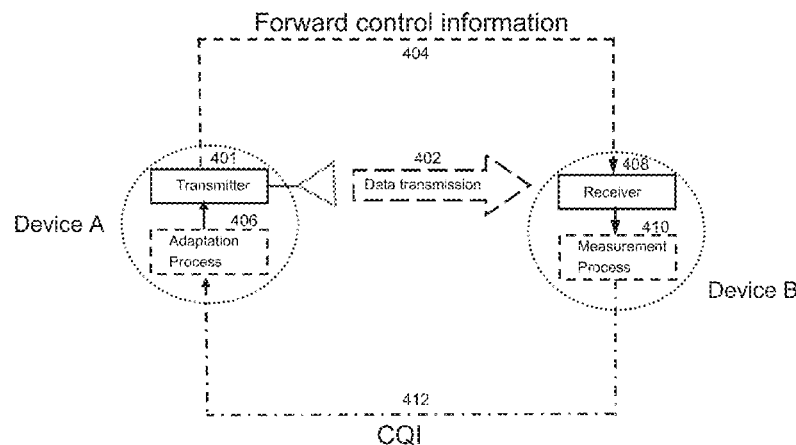 Forward control information
404
401
Transmitter
402
Data transmission
408
Receiver
Device A
406
Adaptation
Process
410
Measurement
Process
Device B
412
CQI